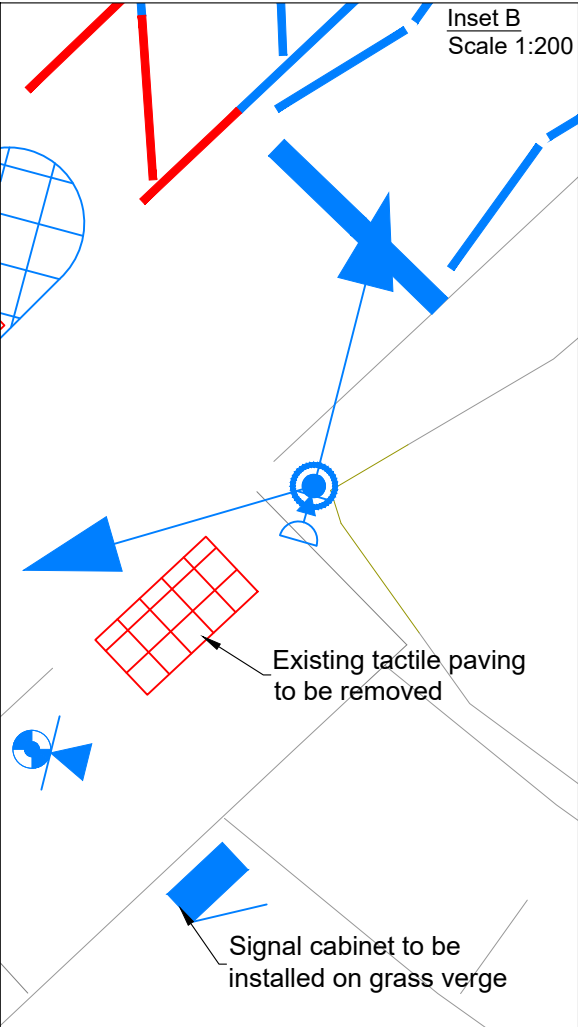 Inset B
Scale 1:200
Existing tactile paving
to be removed
Signal cabinet to be
installed on grass verge